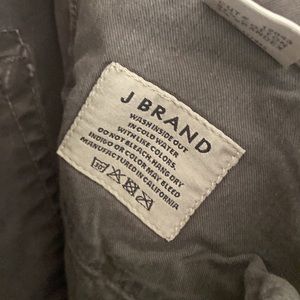 J BRAND
WASH INSIDE OUT
IN COLD WATER
WITH LIKE COLORS.
DO NOT BLEACH. HANG DRY
INDIGO OR COLOR MAY BLEED
MANUFACTURED IN CALIFORNIA
30